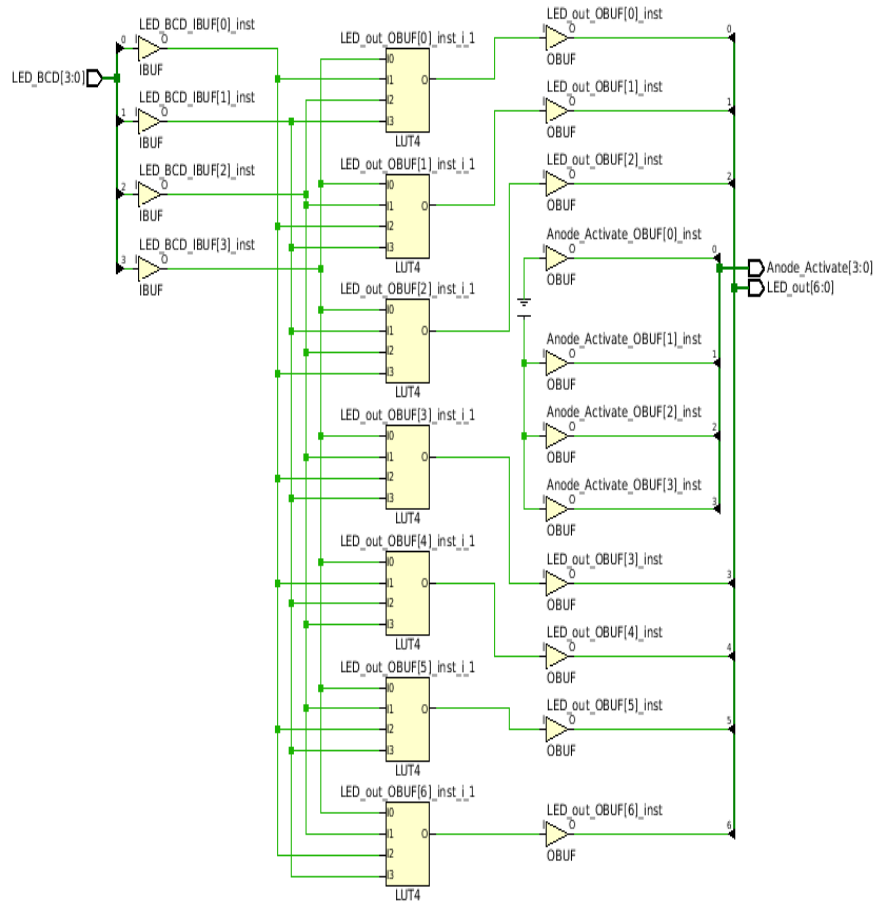 LED_BCD[3:0]
LED_BCD_IBUF[0]_inst
0
I
O
IBUF
LED_BCD_IBUF[1]_inst
1
I
O
IBUF
LED_BCD_IBUF[2]_inst
2
I
O
IBUF
LED_BCD_IBUF[3]_inst
3
I
O
IBUF
LED_out_OBUF[0]_inst_i_1
I0
I1
I2
I3
O
LUT4
LED_out_OBUF[1]_inst_i_1
I0
I1
I2
I3
O
LUT4
LED_out_OBUF[2]_inst_i_1
I0
I1
I2
I3
O
LUT4
LED_out_OBUF[3]_inst_i_1
I0
I1
I2
I3
O
LUT4
LED_out_OBUF[4]_inst_i_1
I0
I1
I2
I3
O
LUT4
LED_out_OBUF[5]_inst_i_1
I0
I1
I2
I3
O
LUT4
LED_out_OBUF[6]_inst_i_1
I0
I1
I2
I3
O
LUT4
LED_out_OBUF[0]_inst
I
O
0
OBUF
LED_out_OBUF[1]_inst
I
O
1
OBUF
LED_out_OBUF[2]_inst
I
O
2
OBUF
Anode_Activate_OBUF[0]_inst
I
O
0
OBUF
Anode_Activate_OBUF[1]_inst
I
O
1
OBUF
Anode_Activate_OBUF[2]_inst
I
O
2
OBUF
Anode_Activate_OBUF[3]_inst
I
O
3
OBUF
LED_out_OBUF[3]_inst
I
O
3
OBUF
LED_out_OBUF[4]_inst
I
O
4
OBUF
LED_out_OBUF[5]_inst
I
O
5
OBUF
LED_out_OBUF[6]_inst
I
O
6
OBUF
Anode_Activate[3:0]
LED_out[6:0]